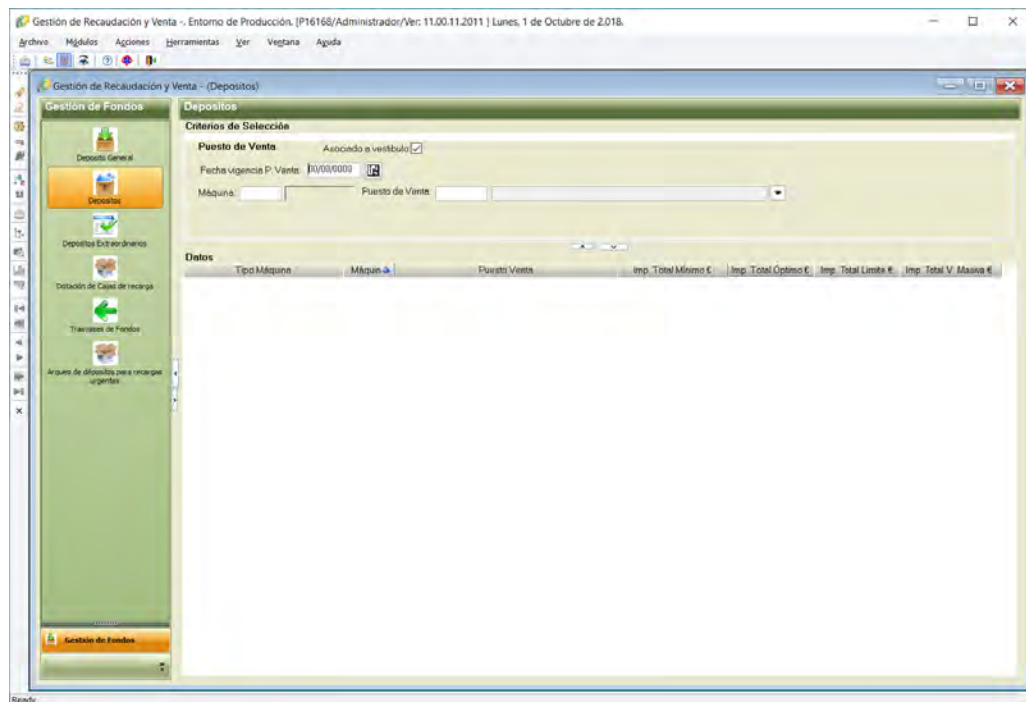 Gestión de Recaudación y Venta -. Entorno de Producción. [P16168/Administrador/Ver: 11.00.11.2011 ] Lunes, 1 de Octubre de 2.018.
Archivo Módulos Acciones Herramientas Ver Ventana Ayuda
Gestión de Recaudación y Venta - (Depositos)
Gestión de Fondos
Depositos
Criterios de Selección
Puesto de Venta
Asociado a vestibulo
Fecha vigencia P. Venta: 00/00/0000
Máquina:
Puesto de Venta:
Deposito General
Depositos
Depositos Extraordinarios
Dotación de Cajas de recarga
Trasvases de Fondos
Arqueo de depositos para recargas
urgentes
Datos
Tipo Máquina Máquin Puesto Venta Imp. Total Mínimo € Imp. Total Óptimo € Imp. Total Limite € Imp. Total V. Masiva €
Gestión de Fondos
Ready